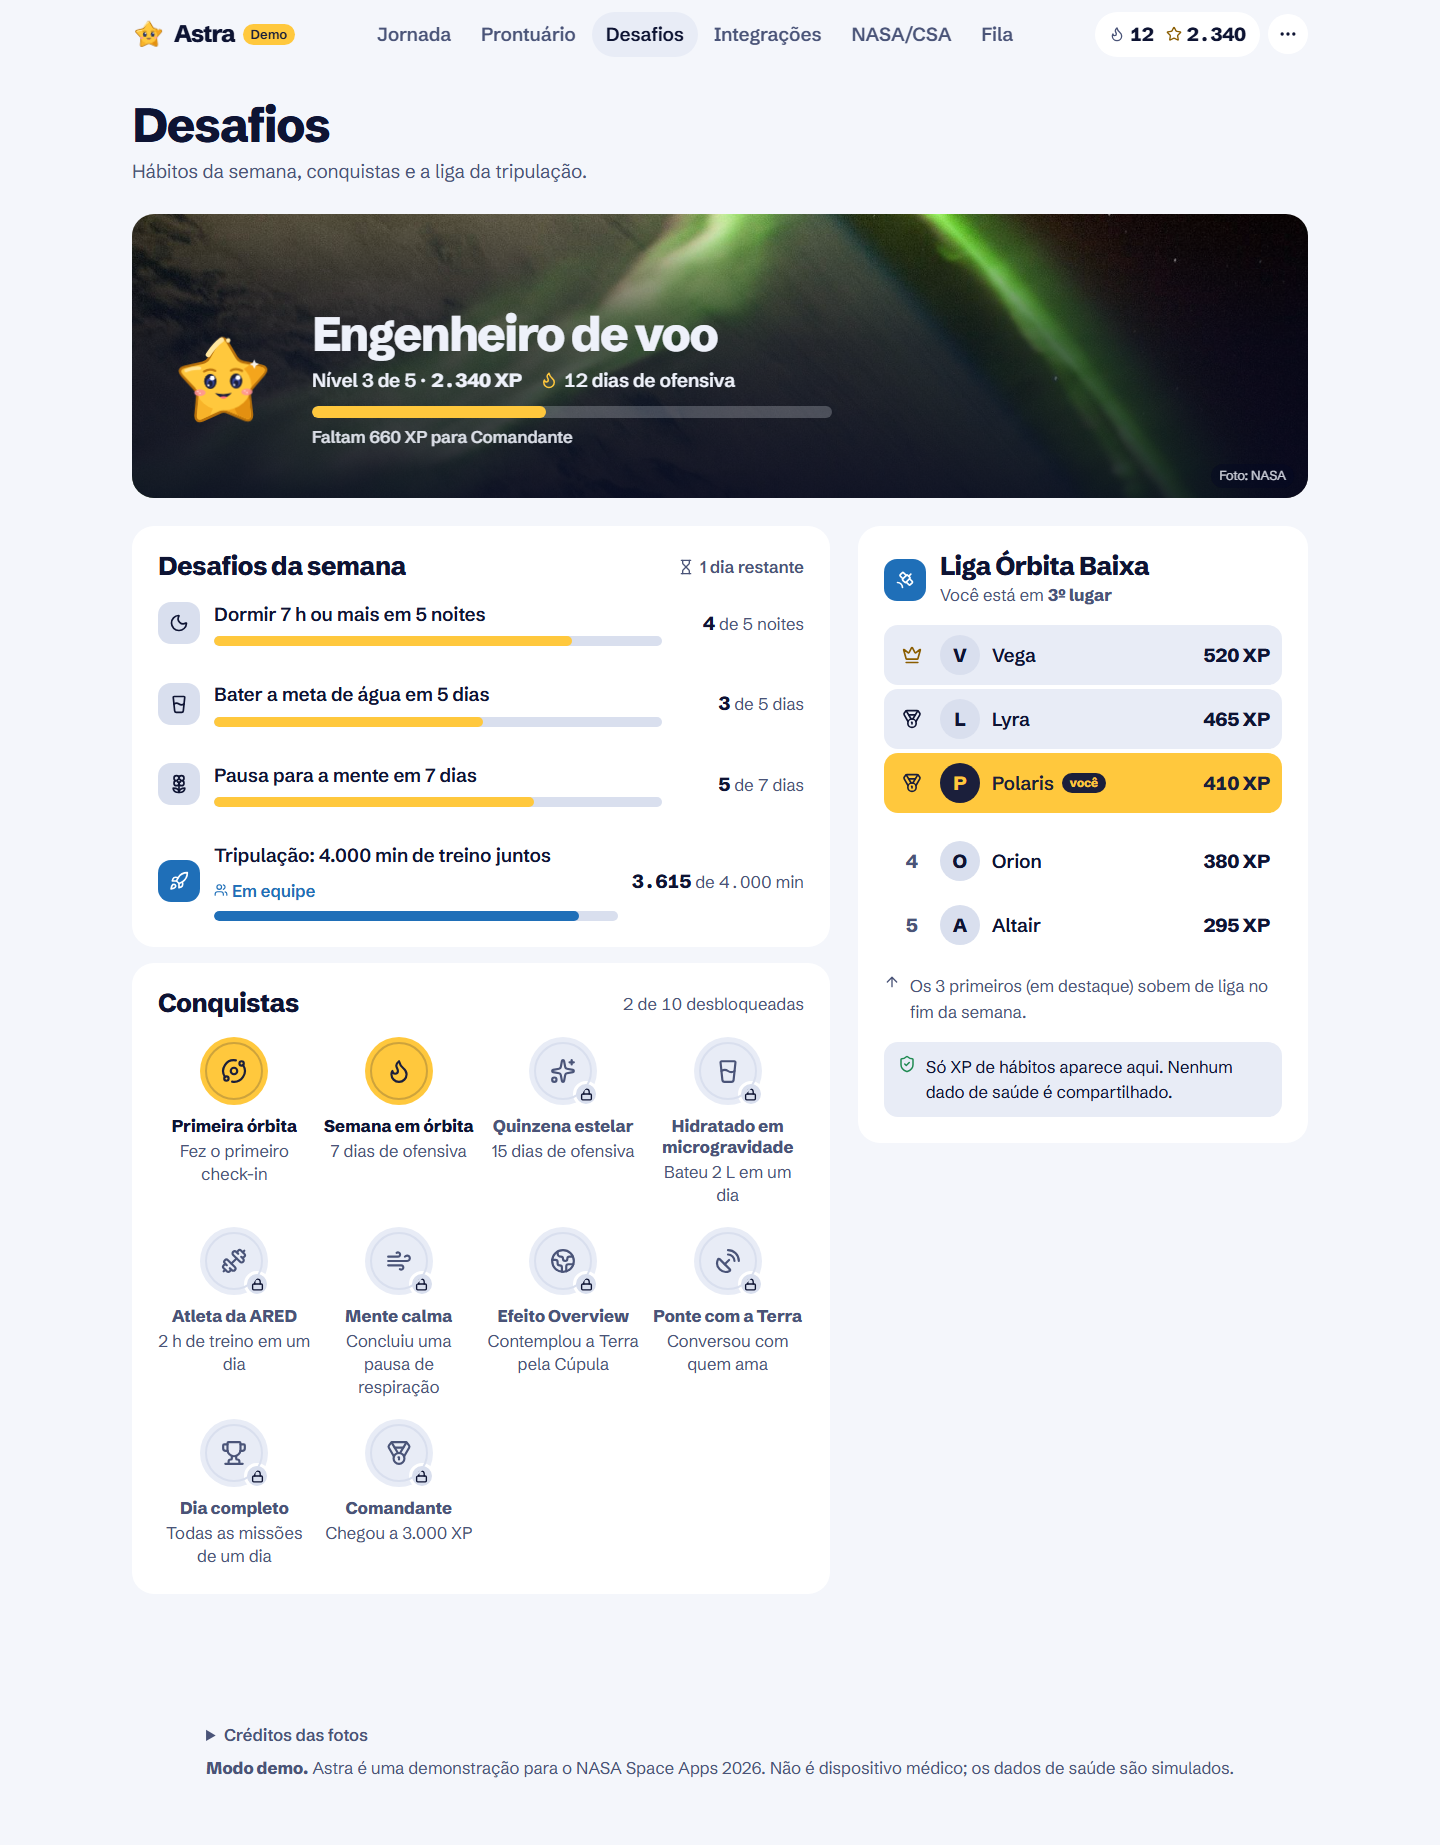 Astra Demo Jornada Prontuário Desafios Integrações NASA/CSA Fila 12 2.340
Desafios
Hábitos da semana, conquistas e a liga da tripulação.
Engenheiro de voo
Nível 3 de 5 · 2.340 XP 12 dias de ofensiva
Faltam 660 XP para Comandante
Foto: NASA
Desafios da semana 1 dia restante
Dormir 7 h ou mais em 5 noites 4 de 5 noites
Bater a meta de água em 5 dias 3 de 5 dias
Pausa para a mente em 7 dias 5 de 7 dias
Tripulação: 4.000 min de treino juntos
Em equipe 3.615 de 4.000 min
Liga Órbita Baixa
Você está em 3º lugar
V Vega 520 XP
L Lyra 465 XP
P Polaris você 410 XP
4 O Orion 380 XP
5 A Altair 295 XP
Os 3 primeiros (em destaque) sobem de liga no
fim da semana.
Só XP de hábitos aparece aqui. Nenhum
dado de saúde é compartilhado.
Conquistas 2 de 10 desbloqueadas
Primeira órbita
Fez o primeiro
check-in
Semana em órbita
7 dias de ofensiva
Quinzena estelar
15 dias de ofensiva
Hidratado em
microgravidade
Bateu 2 L em um
dia
Atleta da ARED
2 h de treino em um
dia
Mente calma
Concluiu uma
pausa de
respiração
Efeito Overview
Contemplou a Terra
pela Cúpula
Ponte com a Terra
Conversou com
quem ama
Dia completo
Todas as missões
de um dia
Comandante
Chegou a 3.000 XP
Créditos das fotos
Modo demo. Astra é uma demonstração para o NASA Space Apps 2026. Não é dispositivo médico; os dados de saúde são simulados.